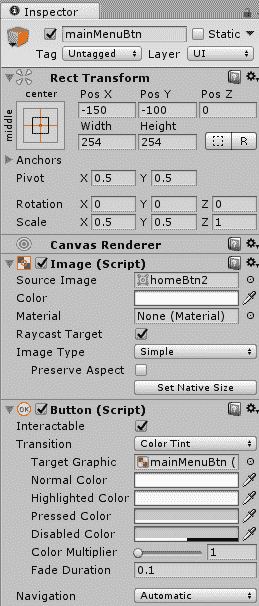 Inspector
mainMenuBtn Static
Tag Untagged Layer UI
Rect Transform
center Pos X Pos Y Pos Z
middle -150 -100 0
Width Height
254 254 R
Anchors
Pivot X 0.5 Y 0.5
Rotation X 0 Y 0 Z 0
Scale X 0.5 Y 0.5 Z 1
Canvas Renderer
Image (Script)
Source Image homeBtn2
Color
Material None (Material)
Raycast Target
Image Type Simple
Preserve Aspect
Set Native Size
OK Button (Script)
Interactable
Transition Color Tint
Target Graphic mainMenuBtn (
Normal Color
Highlighted Color
Pressed Color
Disabled Color
Color Multiplier 1
Fade Duration 0.1
Navigation Automatic